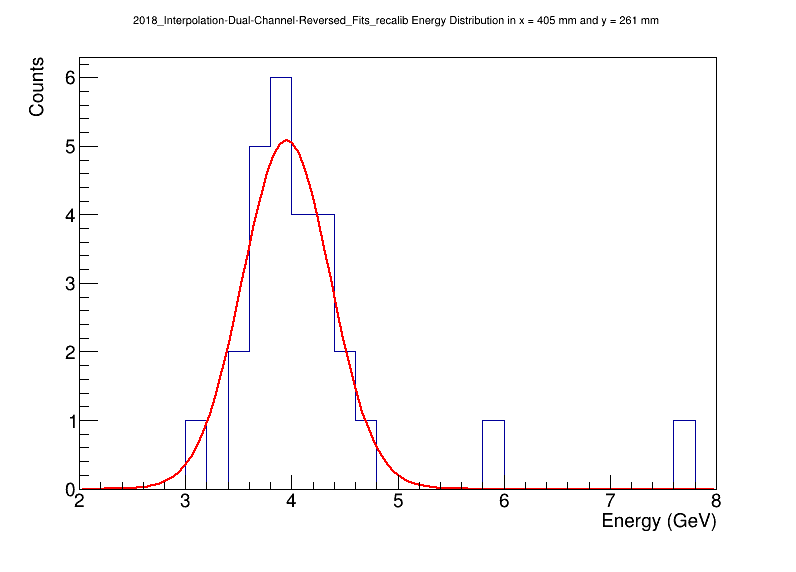 2018_Interpolation-Dual-Channel-Reversed_Fits_recalib Energy Distribution in x = 405 mm and y = 261 mm
Counts
6
5
4
3
2
1
0
2 3 4 5 6 7 8
Energy (GeV)